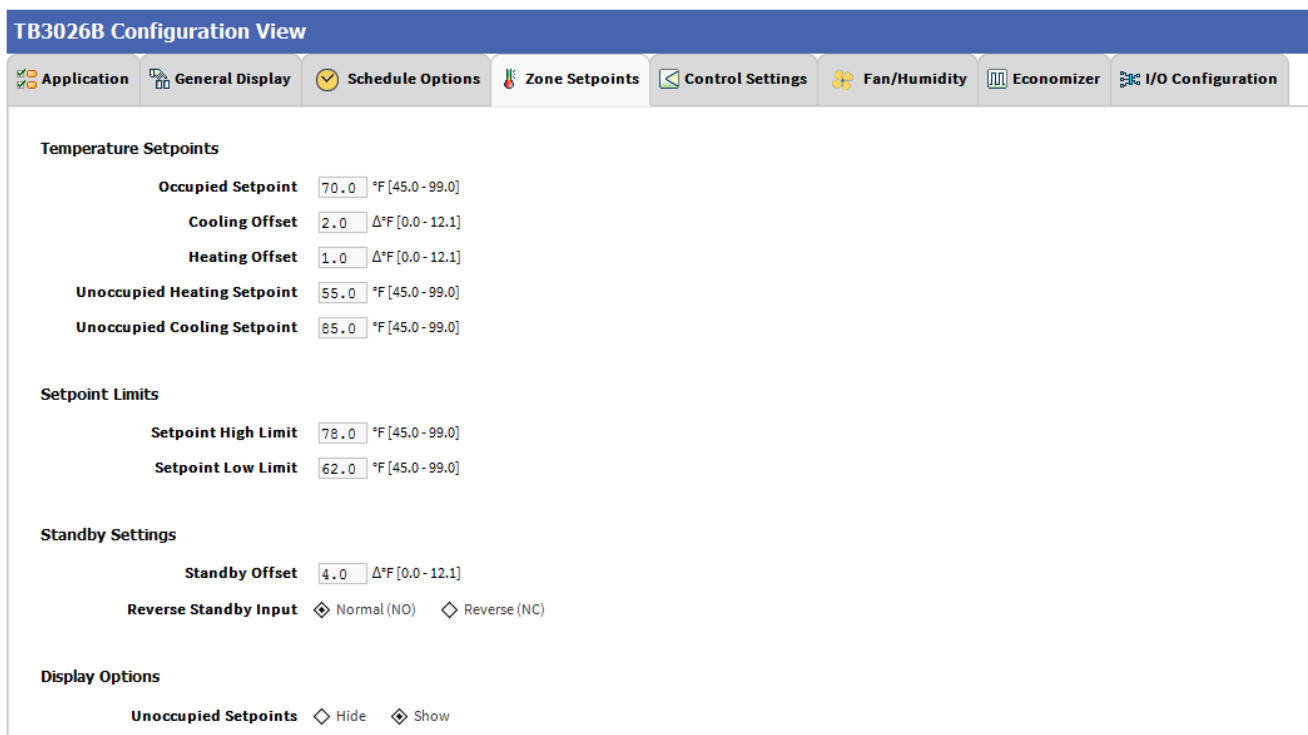 TB3026B Configuration View
Application General Display Schedule Options Zone Setpoints Control Settings Fan/Humidity Economizer I/O Configuration
Temperature Setpoints
Occupied Setpoint 70.0 °F [45.0 - 99.0]
Cooling Offset 2.0 Δ°F [0.0 - 12.1]
Heating Offset 1.0 Δ°F [0.0 - 12.1]
Unoccupied Heating Setpoint 55.0 °F [45.0 - 99.0]
Unoccupied Cooling Setpoint 85.0 °F [45.0 - 99.0]
Setpoint Limits
Setpoint High Limit 78.0 °F [45.0 - 99.0]
Setpoint Low Limit 62.0 °F [45.0 - 99.0]
Standby Settings
Standby Offset 4.0 Δ°F [0.0 - 12.1]
Reverse Standby Input Normal (NO) Reverse (NC)
Display Options
Unoccupied Setpoints Hide Show